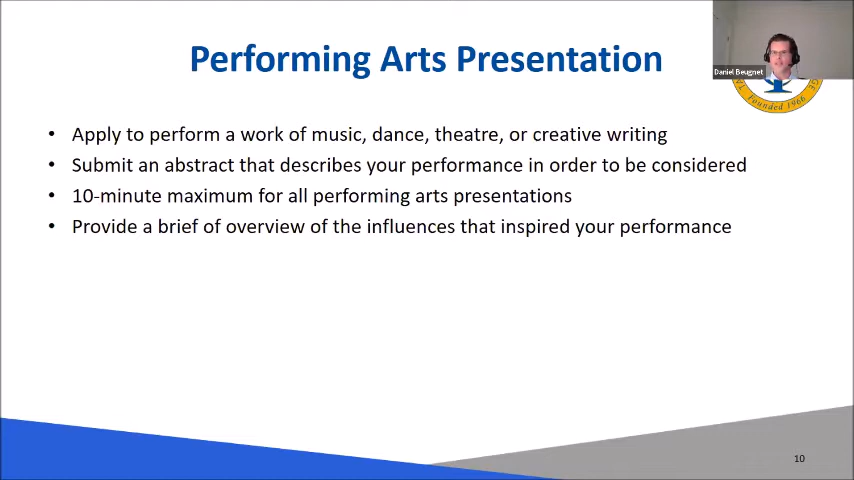 Performing Arts Presentation
Daniel Beugnet
Founded 1966
• Apply to perform a work of music, dance, theatre, or creative writing
• Submit an abstract that describes your performance in order to be considered
• 10-minute maximum for all performing arts presentations
• Provide a brief of overview of the influences that inspired your performance
10